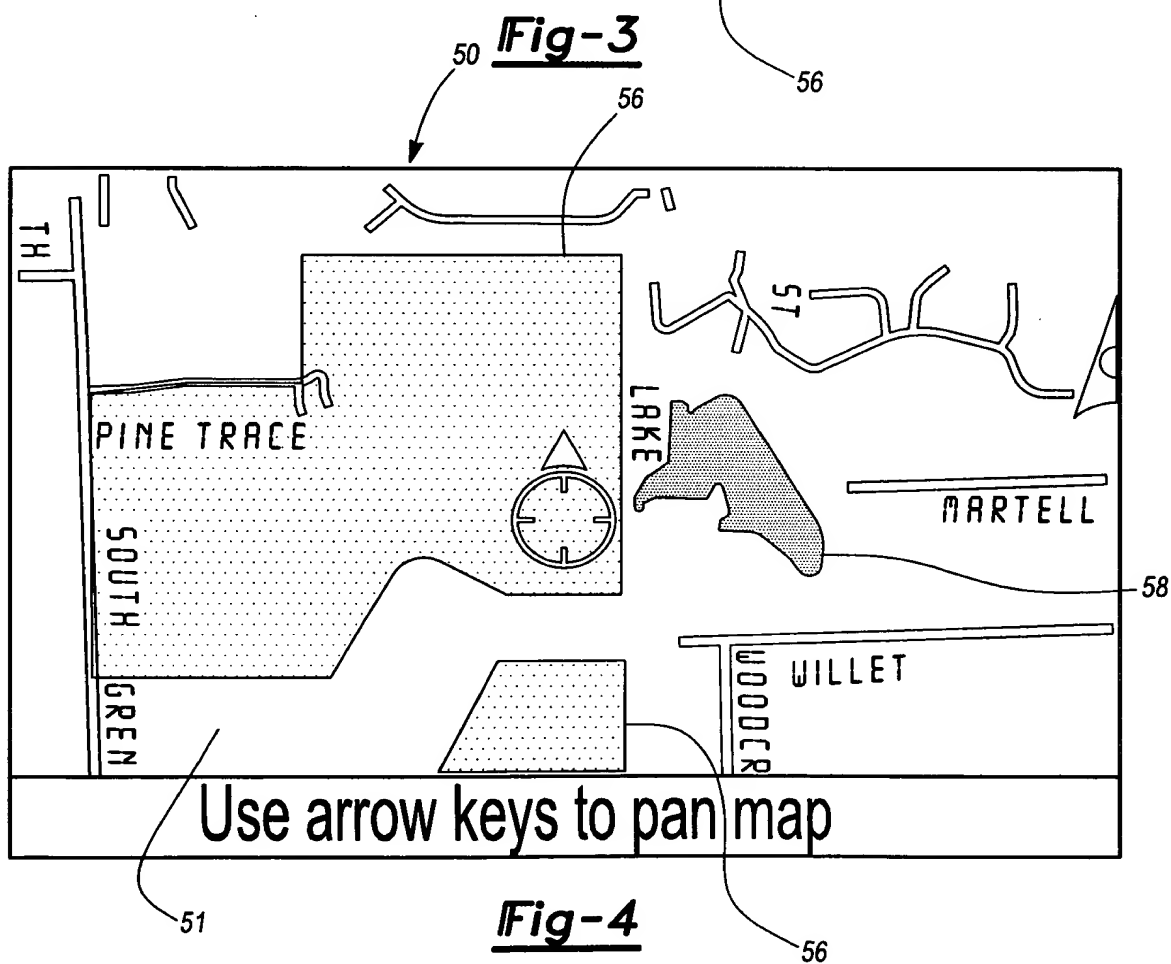 Fig-3
50
56
56
TH
ST
LAKE
PINE TRACE
MARTELL
SOUTH
58
WOODCR
WILLET
GREN
Use arrow keys to pan map
51
Fig-4
56